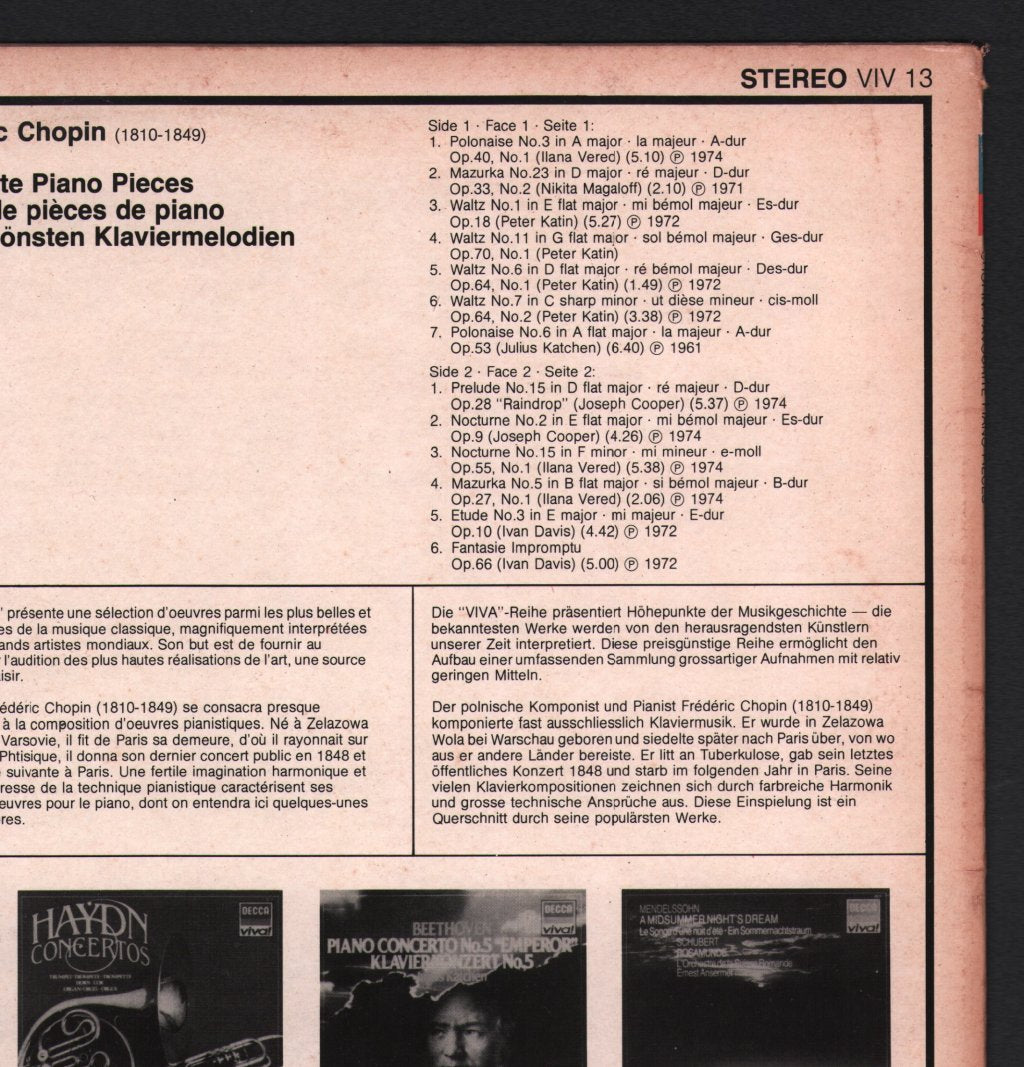 STEREO VIV 13
c Chopin (1810-1849)
te Piano Pieces
le pièces de piano
önsten Klaviermelodien
Side 1 · Face 1 · Seite 1:
1. Polonaise No.3 in A major · la majeur · A-dur
Op.40, No.1 (Ilana Vered) (5.10) ℗ 1974
2. Mazurka No.23 in D major · ré majeur · D-dur
Op.33, No.2 (Nikita Magaloff) (2.10) ℗ 1971
3. Waltz No.1 in E flat major · mi bémol majeur · Es-dur
Op.18 (Peter Katin) (5.27) ℗ 1972
4. Waltz No.11 in G flat major · sol bémol majeur · Ges-dur
Op.70, No.1 (Peter Katin)
5. Waltz No.6 in D flat major · ré bémol majeur · Des-dur
Op.64, No.1 (Peter Katin) (1.49) ℗ 1972
6. Waltz No.7 in C sharp minor · ut dièse mineur · cis-moll
Op.64, No.2 (Peter Katin) (3.38) ℗ 1972
7. Polonaise No.6 in A flat major · la majeur · A-dur
Op.53 (Julius Katchen) (6.40) ℗ 1961
Side 2 · Face 2 · Seite 2:
1. Prelude No.15 in D flat major · ré majeur · D-dur
Op.28 "Raindrop" (Joseph Cooper) (5.37) ℗ 1974
2. Nocturne No.2 in E flat major · mi bémol majeur · Es-dur
Op.9 (Joseph Cooper) (4.26) ℗ 1974
3. Nocturne No.15 in F minor · mi mineur · e-moll
Op.55, No.1 (Ilana Vered) (5.38) ℗ 1974
4. Mazurka No.5 in B flat major · si bémol majeur · B-dur
Op.27, No.1 (Ilana Vered) (2.06) ℗ 1974
5. Etude No.3 in E major · mi majeur · E-dur
Op.10 (Ivan Davis) (4.42) ℗ 1972
6. Fantasie Impromptu
Op.66 (Ivan Davis) (5.00) ℗ 1972
" présente une sélection d'oeuvres parmi les plus belles et
es de la musique classique, magnifiquement interprétées
ands artistes mondiaux. Son but est de fournir au
r l'audition des plus hautes réalisations de l'art, une source
isir.
édéric Chopin (1810-1849) se consacra presque
à la composition d'oeuvres pianistiques. Né à Zelazowa
Varsovie, il fit de Paris sa demeure, d'où il rayonnait sur
Phtisique, il donna son dernier concert public en 1848 et
e suivante à Paris. Une fertile imagination harmonique et
resse de la technique pianistique caractérisent ses
euvres pour le piano, dont on entendra ici quelques-unes
res.
Die "VIVA"-Reihe präsentiert Höhepunkte der Musikgeschichte — die
bekanntesten Werke werden von den herausragendsten Künstlern
unserer Zeit interpretiert. Diese preisgünstige Reihe ermöglicht den
Aufbau einer umfassenden Sammlung grossartiger Aufnahmen mit relativ
geringen Mitteln.
Der polnische Komponist und Pianist Frédéric Chopin (1810-1849)
komponierte fast ausschliesslich Klaviermusik. Er wurde in Zelazowa
Wola bei Warschau geboren und siedelte später nach Paris über, von wo
aus er andere Länder bereiste. Er litt an Tuberkulose, gab sein letztes
öffentliches Konzert 1848 und starb im folgenden Jahr in Paris. Seine
vielen Klavierkompositionen zeichnen sich durch farbreiche Harmonik
und grosse technische Ansprüche aus. Diese Einspielung ist ein
Querschnitt durch seine populärsten Werke.
HAYDN
CONCERTOS
TRUMPET·TROMPETE·TROMPETTE
HORN·COR
ORGAN·ORGEL·ORGUE
DECCA
viva!
BEETHOVEN
PIANO CONCERTO No.5 "EMPEROR"
KLAVIERKONZERT No.5
Katchen
DECCA
viva!
MENDELSSOHN
A MIDSUMMER NIGHT'S DREAM
Le Songe d'une nuit d'été · Ein Sommernachtstraum
SCHUBERT
ROSAMUNDE
L'Orchestre de la Suisse Romande
Ernest Ansermet
DECCA
viva!